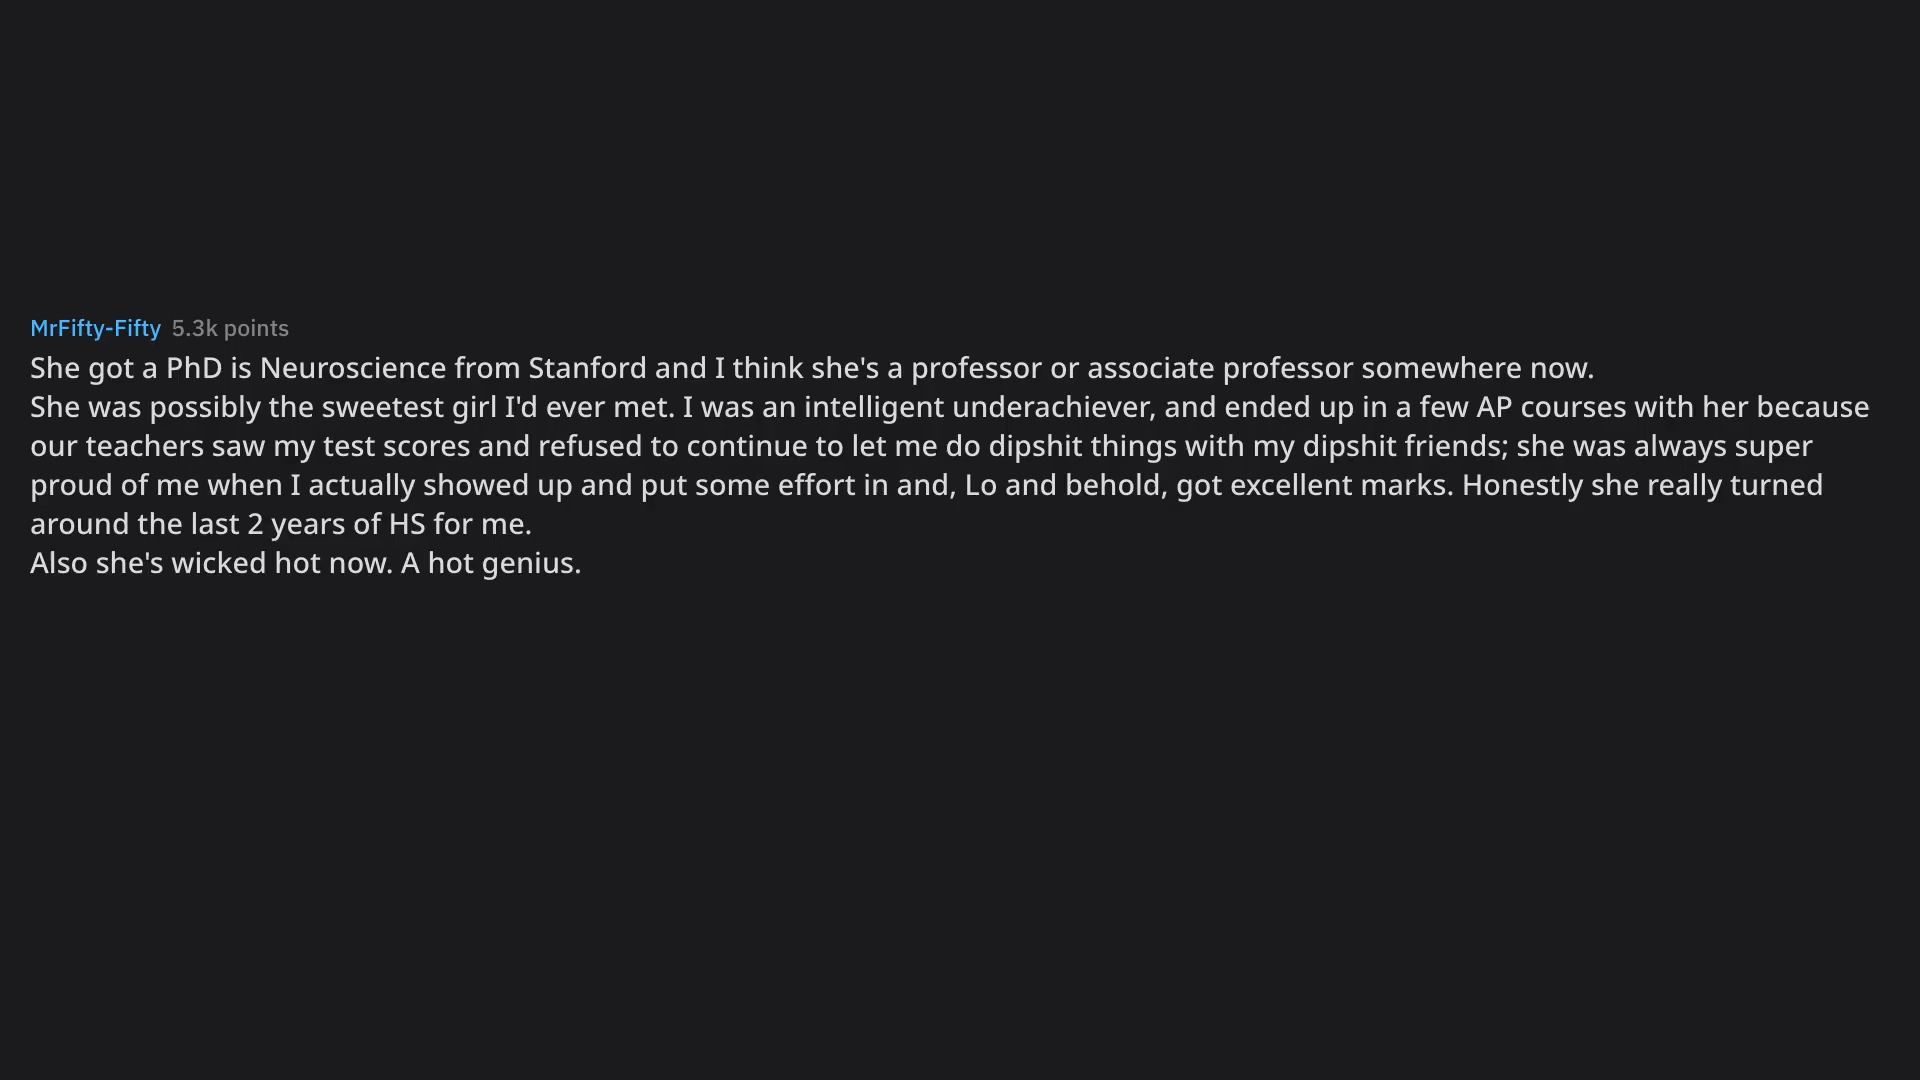 MrFifty-Fifty 5.3k points
She got a PhD is Neuroscience from Stanford and I think she's a professor or associate professor somewhere now.
She was possibly the sweetest girl I'd ever met. I was an intelligent underachiever, and ended up in a few AP courses with her because
our teachers saw my test scores and refused to continue to let me do dipshit things with my dipshit friends; she was always super
proud of me when I actually showed up and put some effort in and, Lo and behold, got excellent marks. Honestly she really turned
around the last 2 years of HS for me.
Also she's wicked hot now. A hot genius.